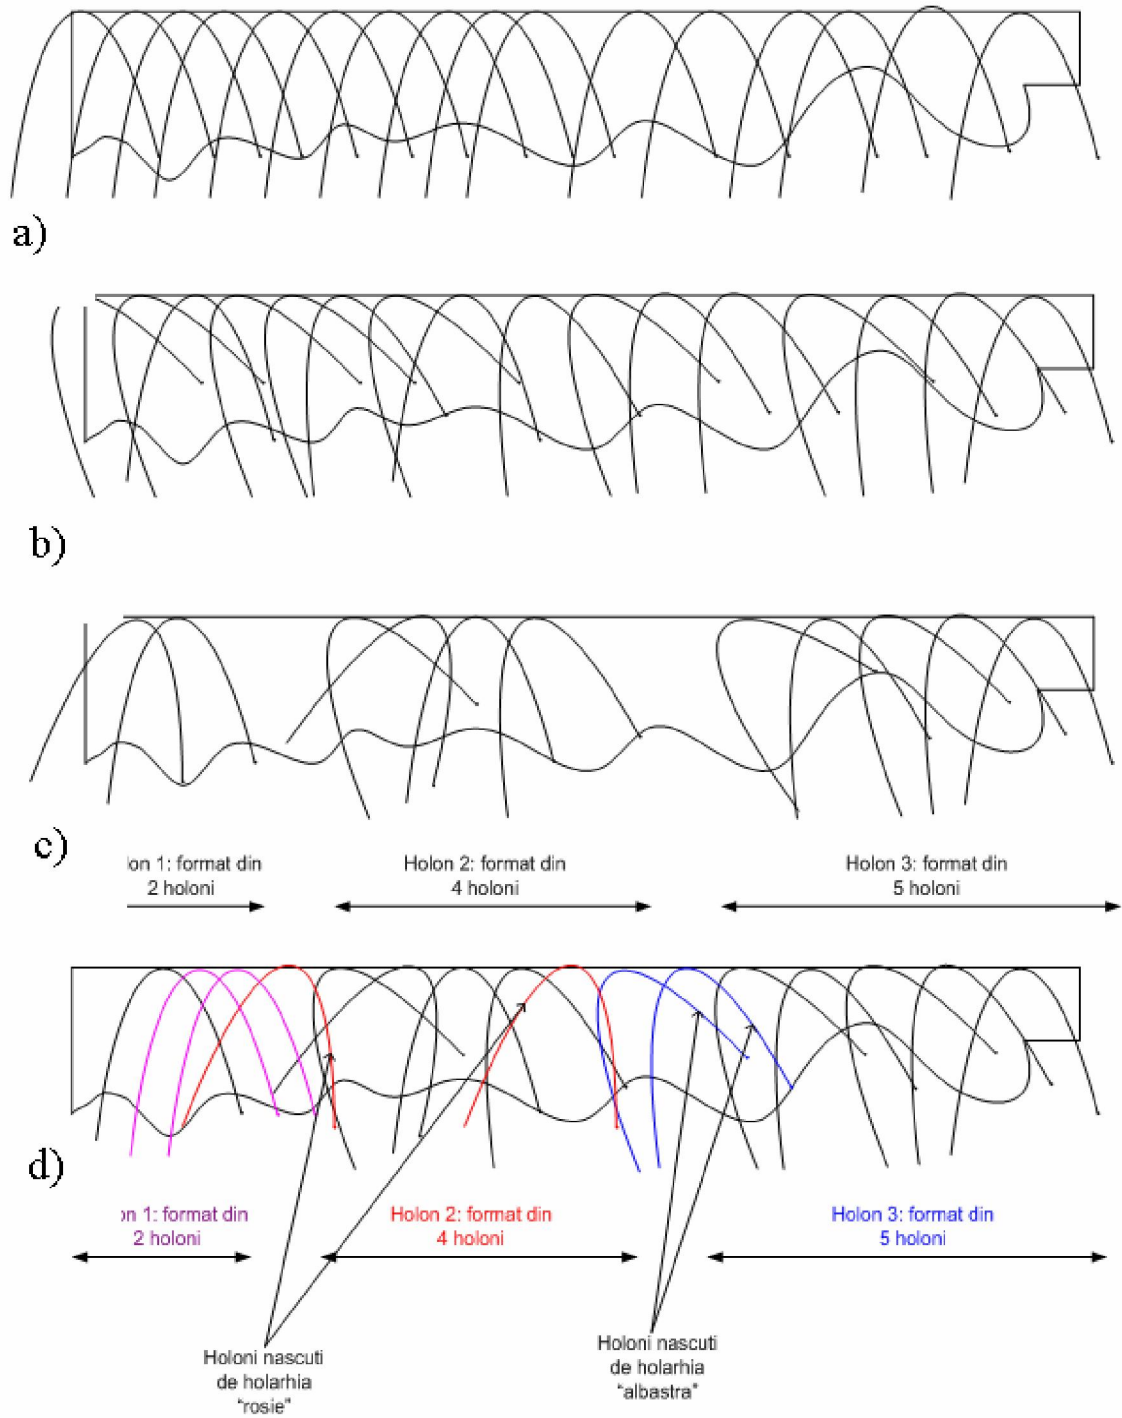 a)
b)
c)
lon 1: format din
2 holoni
Holon 2: format din
4 holoni
Holon 3: format din
5 holoni
d)
on 1: format din
2 holoni
Holon 2: format din
4 holoni
Holon 3: format din
5 holoni
Holoni nascuti
de holarhia
"rosie"
Holoni nascuti
de holarhia
"albastra"